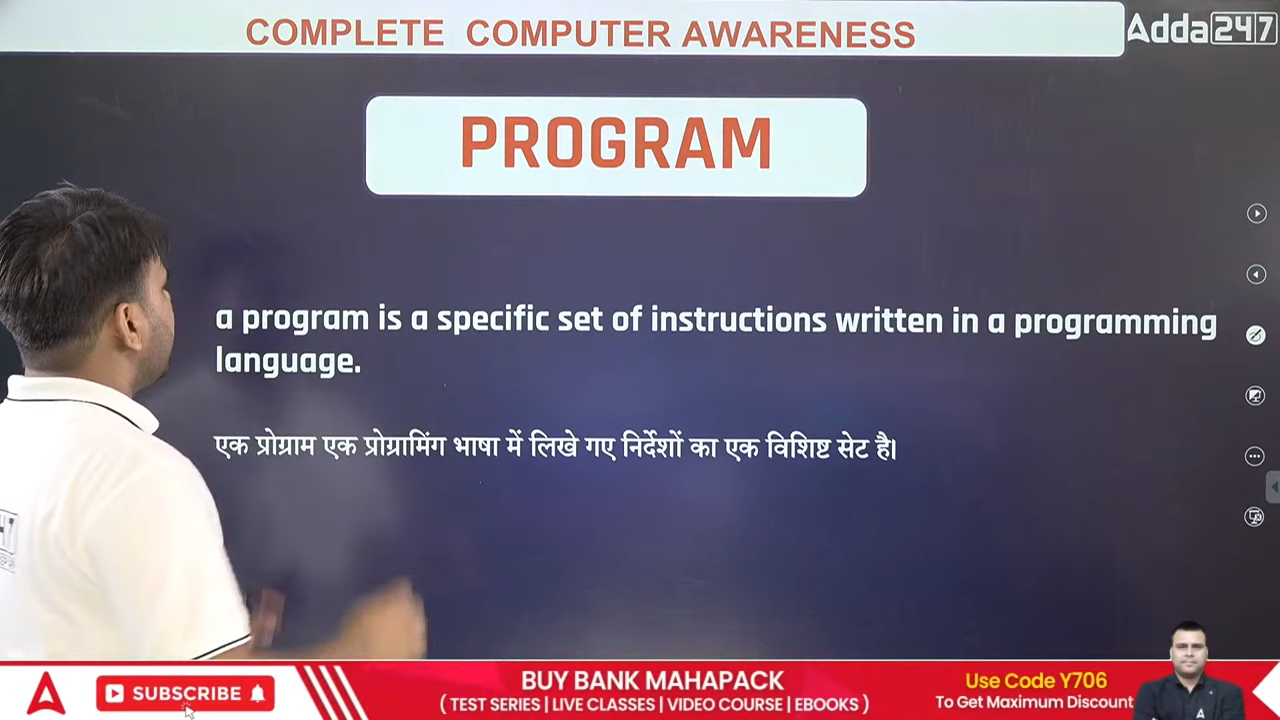 COMPLETE COMPUTER AWARENESS
Adda247
PROGRAM
a program is a specific set of instructions written in a programming
language.
एक प्रोग्राम एक प्रोग्रामिंग भाषा में लिखे गए निर्देशों का एक विशिष्ट सेट है।
SUBSCRIBE
BUY BANK MAHAPACK
( TEST SERIES | LIVE CLASSES | VIDEO COURSE | EBOOKS )
Use Code Y706
To Get Maximum Discount